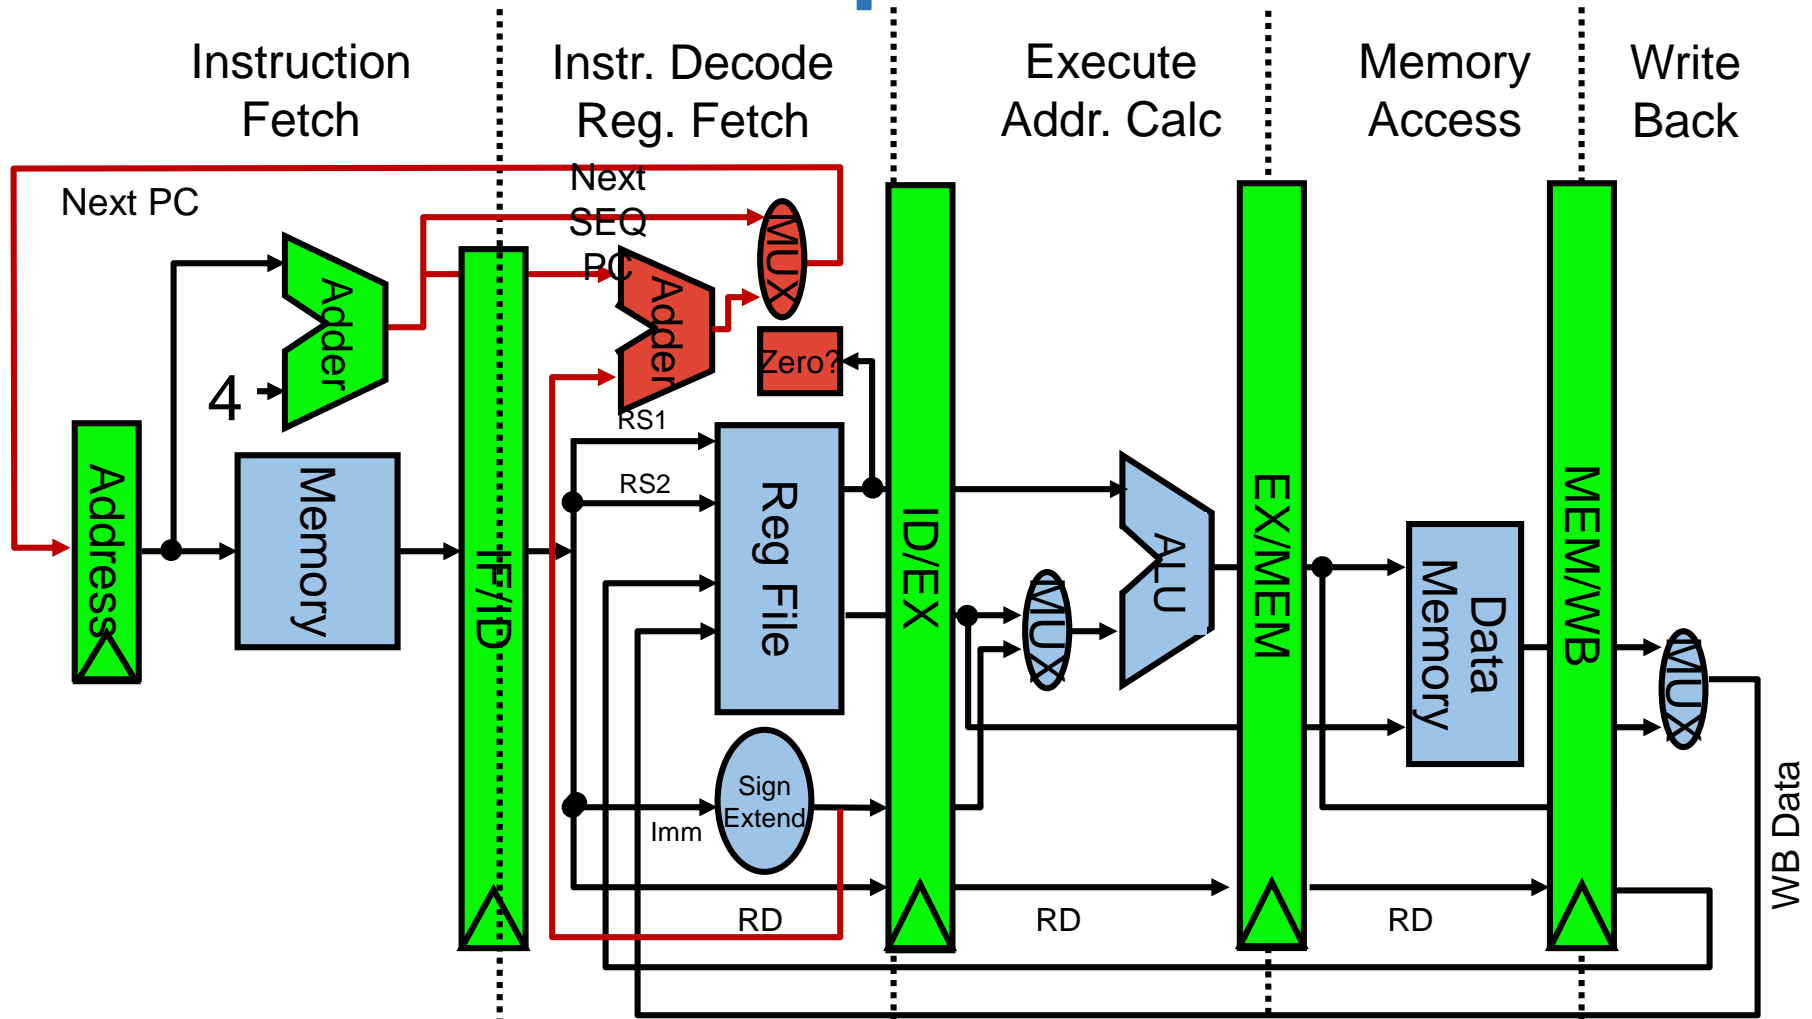 Instruction
Fetch
Instr. Decode
Reg. Fetch
Execute
Addr. Calc
Memory
Access
Write
Back
Next PC
Next
SEQ
PC
MUX
Adder
Adder
Zero?
4
RS1
RS2
Address
Memory
IF/ID
Reg File
ID/EX
MUX
ALU
EX/MEM
Data
Memory
MEM/WB
MUX
Sign
Extend
Imm
RD
RD
RD
WB Data